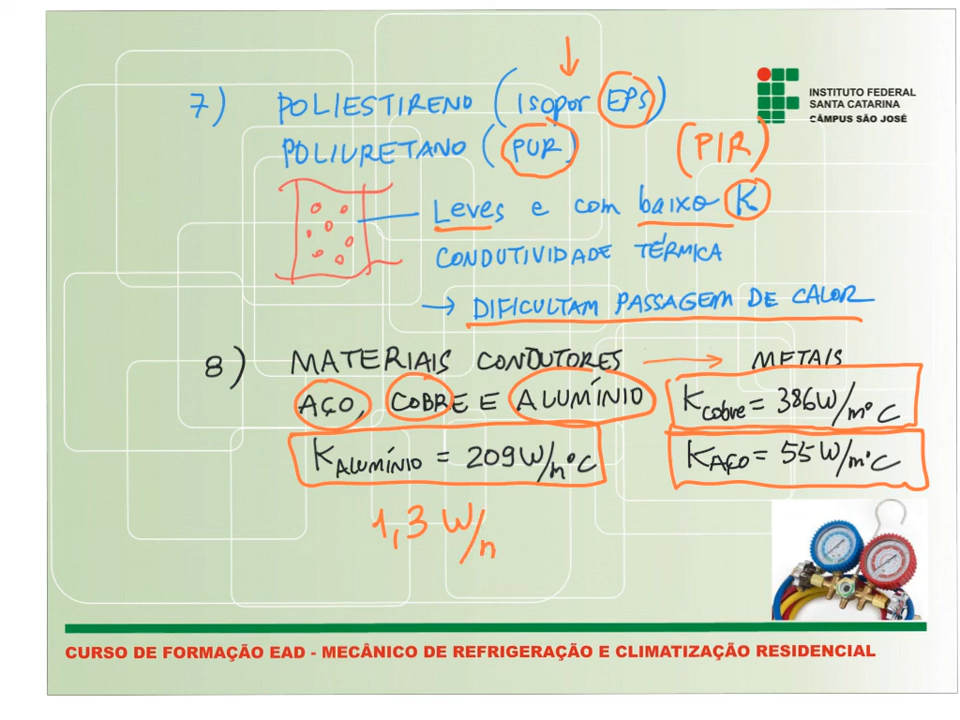 INSTITUTO FEDERAL
SANTA CATARINA
CÂMPUS SÃO JOSÉ
7) POLIESTIRENO (Isopor EPS)
POLIURETANO (PUR) (PIR)
Leves e com baixo K
CONDUTIVIDADE TÉRMICA
→ DIFICULTAM PASSAGEM DE CALOR
8) MATERIAIS CONDUTORES → METAIS
AÇO, COBRE E ALUMÍNIO
Kcobre = 386W/m°C
KALUMÍNIO = 209W/m°C
KAÇO = 55W/m°C
1,3 W/n
CURSO DE FORMAÇÃO EAD - MECÂNICO DE REFRIGERAÇÃO E CLIMATIZAÇÃO RESIDENCIAL